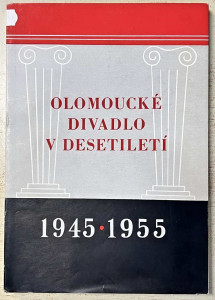 OLOMOUCKÉ
DIVADLO
V DESETILETÍ
1945 • 1955